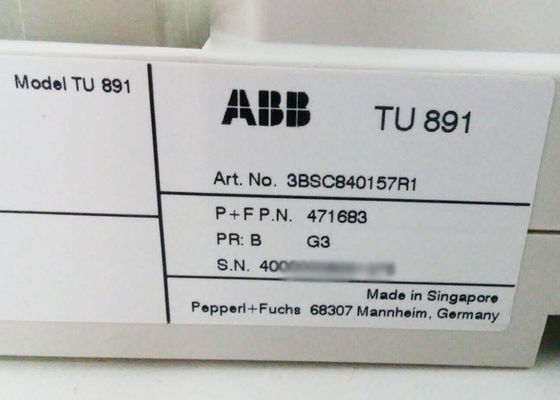 Model TU 891
ABB TU 891
Art. No. 3BSC840157R1
P+F P.N. 471683
PR: B G3
S.N.
Made in Singapore
Pepperl+Fuchs 68307 Mannheim, Germany